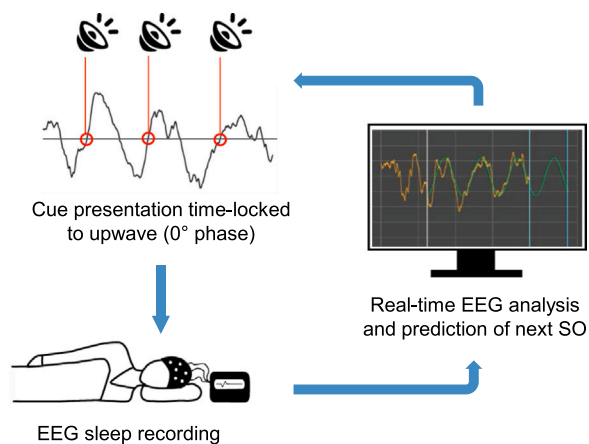 Cue presentation time-locked
to upwave (0° phase)
Real-time EEG analysis
and prediction of next SO
EEG sleep recording